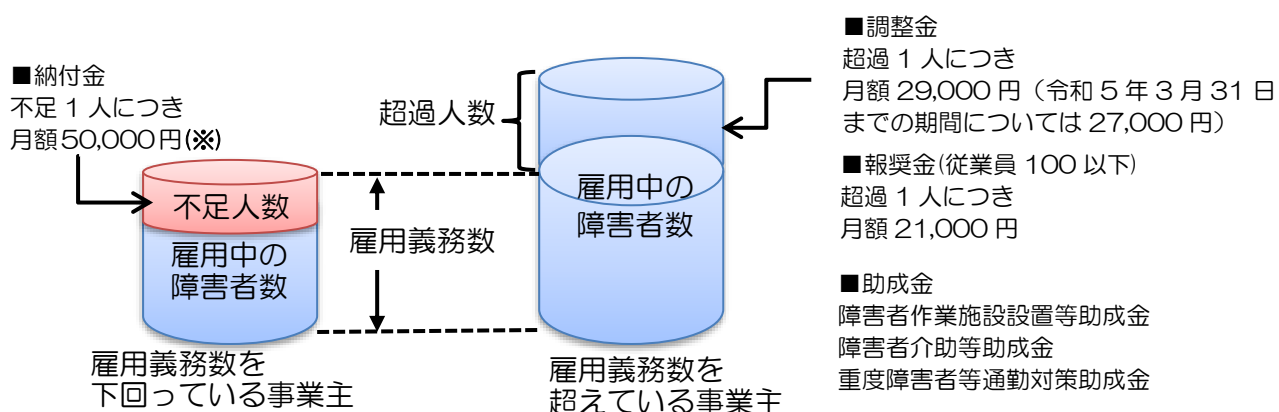 ■納付金
不足 1 人につき
月額50,000円(※)
不足人数
雇用中の
障害者数
雇用義務数を
下回っている事業主
雇用義務数
超過人数
雇用中の
障害者数
雇用義務数を
超えている事業主
■調整金
超過 1 人につき
月額 29,000 円（令和 5 年 3 月 31 日
までの期間については 27,000 円）
■報奨金(従業員 100 以下)
超過 1 人につき
月額 21,000 円
■助成金
障害者作業施設設置等助成金
障害者介助等助成金
重度障害者等通勤対策助成金